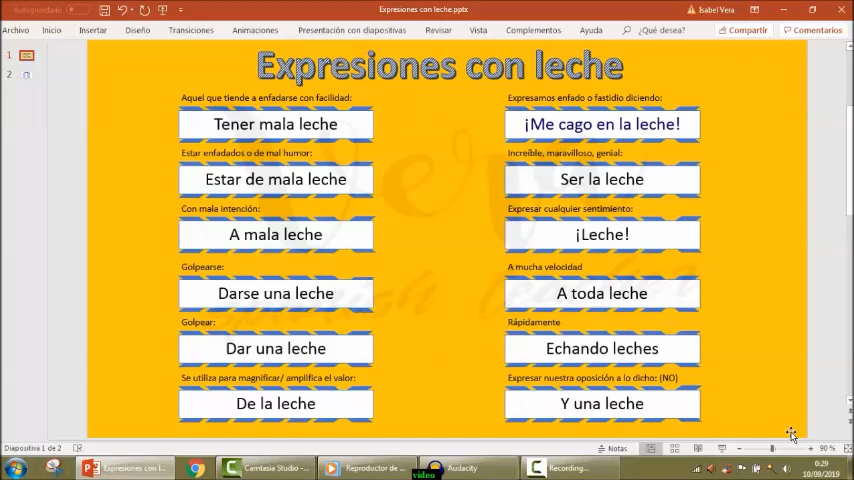 Autoguardado
Expresiones con leche.pptx
Isabel Vera
Archivo Inicio Insertar Diseño Transiciones Animaciones Presentación con diapositivas Revisar Vista Complementos Ayuda ¿Qué desea? Compartir Comentarios
1
2
Expresiones con leche
Aquel que tiende a enfadarse con facilidad:
Tener mala leche
Estar enfadados o de mal humor:
Estar de mala leche
Con mala intención:
A mala leche
Golpearse:
Darse una leche
Golpear:
Dar una leche
Se utiliza para magnificar/ amplifica el valor:
De la leche
Expresamos enfado o fastidio diciendo:
¡Me cago en la leche!
Increíble, maravilloso, genial:
Ser la leche
Expresar cualquier sentimiento:
¡Leche!
A mucha velocidad
A toda leche
Rápidamente
Echando leches
Expresar nuestra oposición a lo dicho: (NO)
Y una leche
Diapositiva 1 de 2
Notas
90 %
Expresiones con l...
Camtasia Studio - ...
Reproductor de ...
Audacity
Recording...
video
0:29
10/09/2019